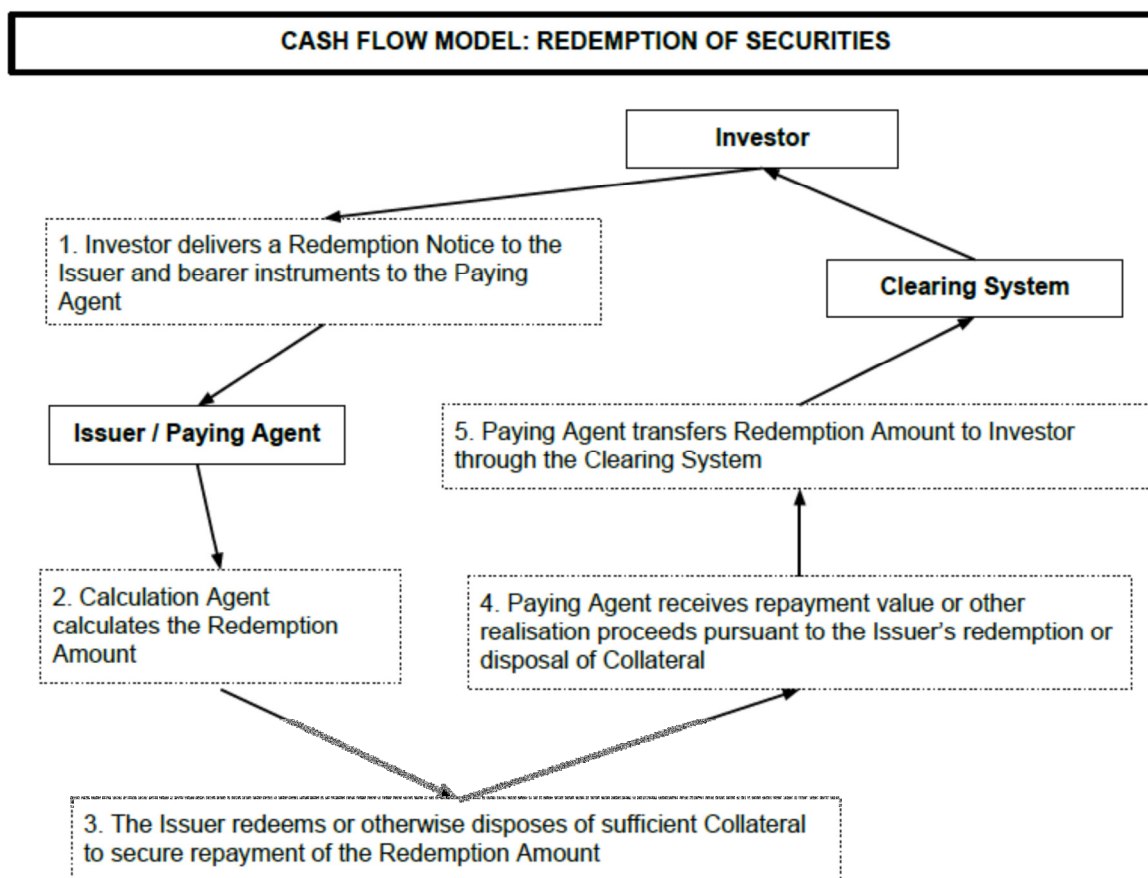 CASH FLOW MODEL: REDEMPTION OF SECURITIES
Investor
1. Investor delivers a Redemption Notice to the
Issuer and bearer instruments to the Paying
Agent
Clearing System
Issuer / Paying Agent
5. Paying Agent transfers Redemption Amount to Investor
through the Clearing System
2. Calculation Agent
calculates the Redemption
Amount
4. Paying Agent receives repayment value or other
realisation proceeds pursuant to the Issuer's redemption or
disposal of Collateral
3. The Issuer redeems or otherwise disposes of sufficient Collateral
to secure repayment of the Redemption Amount